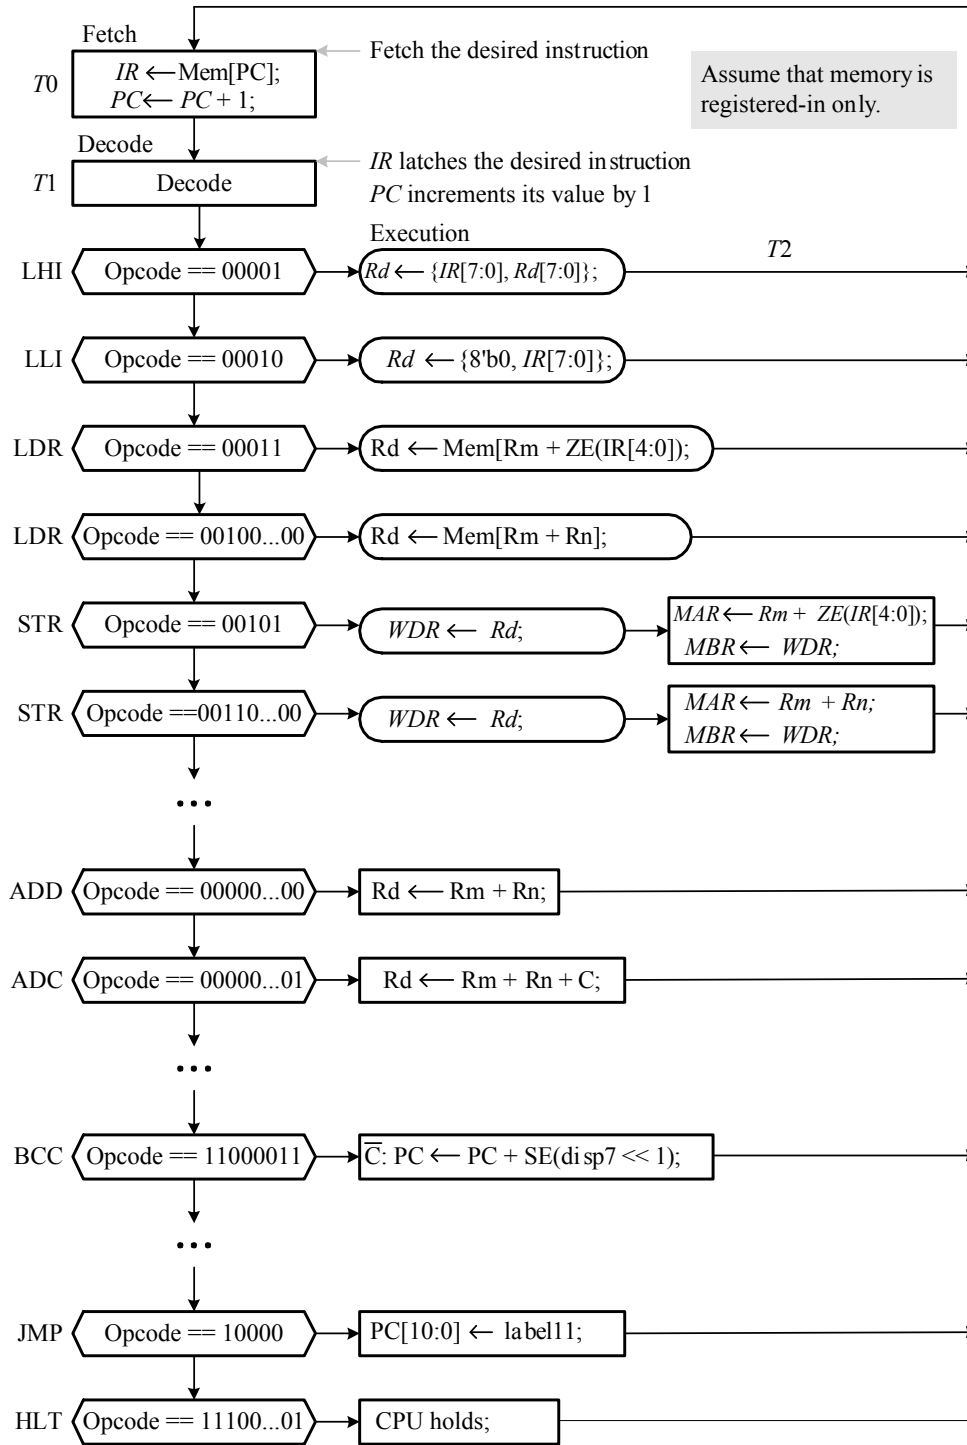 Fetch
Fetch the desired instruction
T0
IR ← Mem[PC];
PC ← PC + 1;
Assume that memory is
registered-in only.
Decode
T1
Decode
IR latches the desired instruction
PC increments its value by 1
Execution
LHI
Opcode == 00001
Rd ← {IR[7:0], Rd[7:0]};
T2
LLI
Opcode == 00010
Rd ← {8'b0, IR[7:0]};
LDR
Opcode == 00011
Rd ← Mem[Rm + ZE(IR[4:0]);
LDR
Opcode == 00100...00
Rd ← Mem[Rm + Rn];
STR
Opcode == 00101
WDR ← Rd;
MAR ← Rm + ZE(IR[4:0]);
MBR ← WDR;
STR
Opcode ==00110...00
WDR ← Rd;
MAR ← Rm + Rn;
MBR ← WDR;
...
ADD
Opcode == 00000...00
Rd ← Rm + Rn;
ADC
Opcode == 00000...01
Rd ← Rm + Rn + C;
...
BCC
Opcode == 11000011
C̅: PC ← PC + SE(disp7 << 1);
...
JMP
Opcode == 10000
PC[10:0] ← label11;
HLT
Opcode == 11100...01
CPU holds;